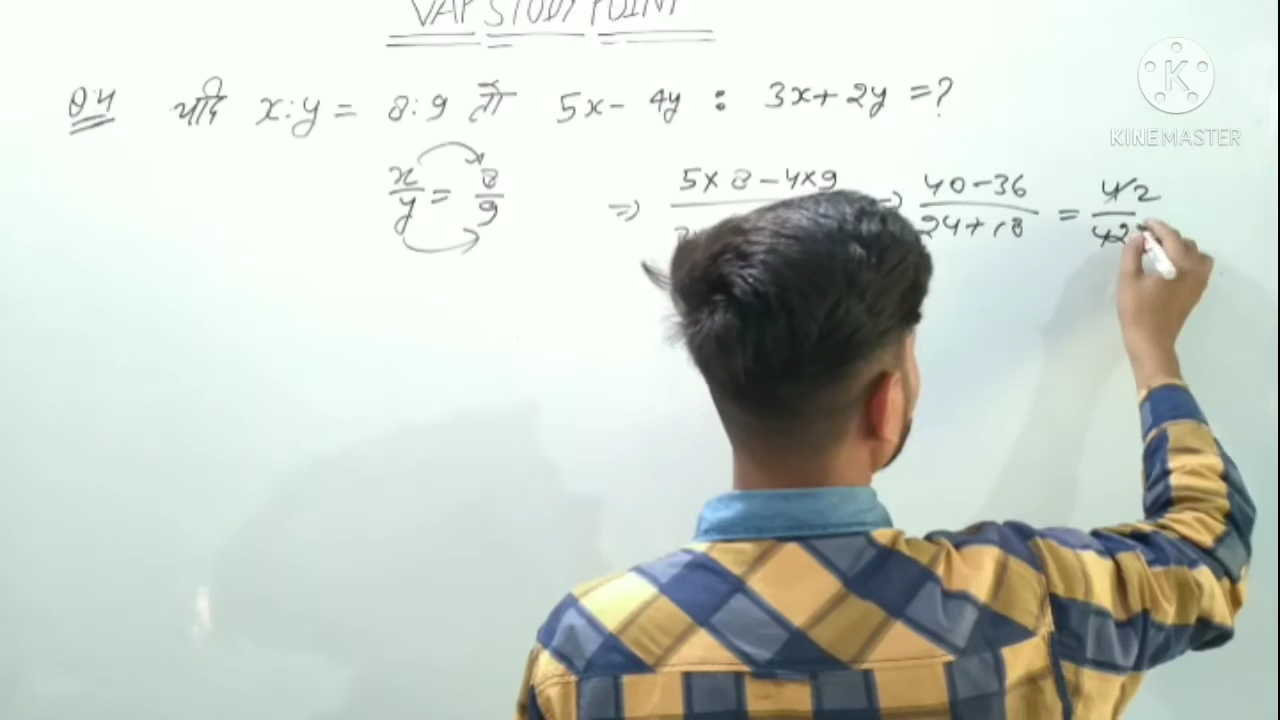 VAP STUDY POINT
Q.4 यदि x:y = 8:9 तो 5x - 4y : 3x + 2y = ?
x/y = 8/9 ⇒ 5×8-4×9 ⇒ 40-36/24+18 = 4/42 2
KINEMASTER